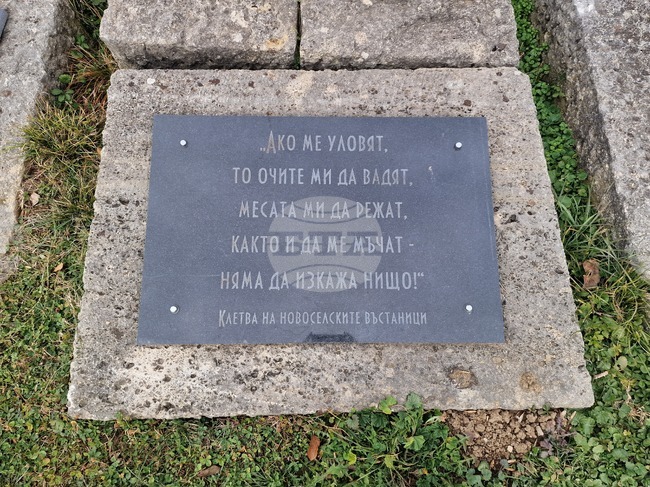 „Ако ме уловят,
то очите ми да вадят,
месата ми да режат,
както и да ме мъчат -
няма да изкажа нищо!“
Клетва на новоселските въстаници